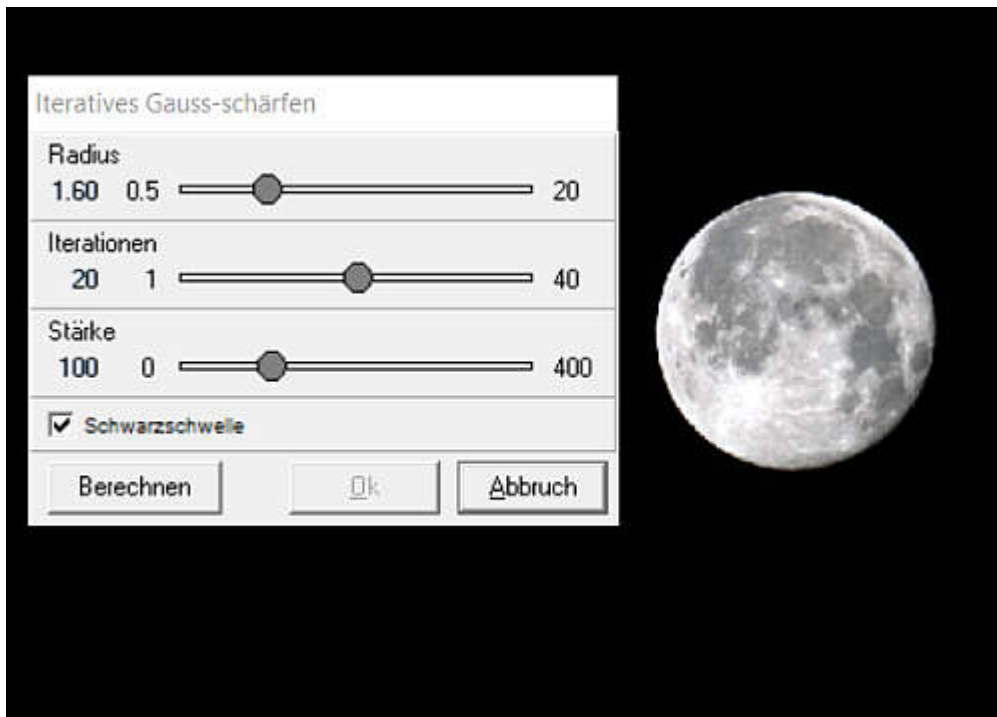 Iteratives Gauss-schärfen
Radius
1.60 0.5 20
Iterationen
20 1 40
Stärke
100 0 400
Schwarzschwelle
Berechnen Ok Abbruch